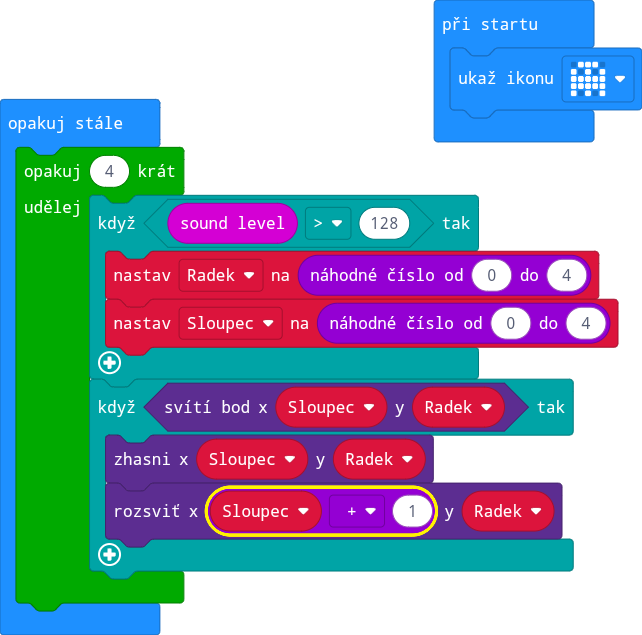 při startu
ukaž ikonu
opakuj stále
opakuj 4 krát
udělej
když sound level > 128 tak
nastav Radek na náhodné číslo od 0 do 4
nastav Sloupec na náhodné číslo od 0 do 4
když svítí bod x Sloupec y Radek tak
zhasni x Sloupec y Radek
rozsviť x Sloupec + 1 y Radek